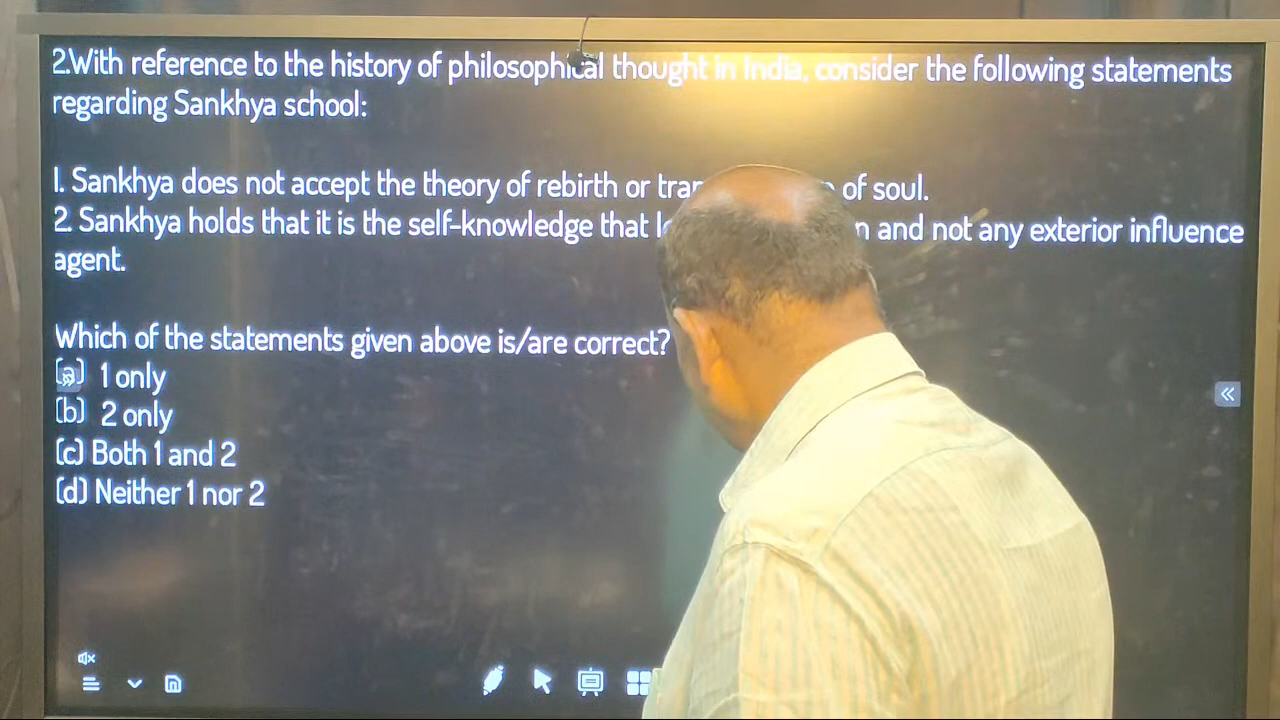 2.With reference to the history of philosophical thought in India, consider the following statements
regarding Sankhya school:
1. Sankhya does not accept the theory of rebirth or of soul.
2. Sankhya holds that it is the self-knowledge that and not any exterior influence
agent.
Which of the statements given above is/are correct?
(a) 1 only
(b) 2 only
(c) Both 1 and 2
(d) Neither 1 nor 2